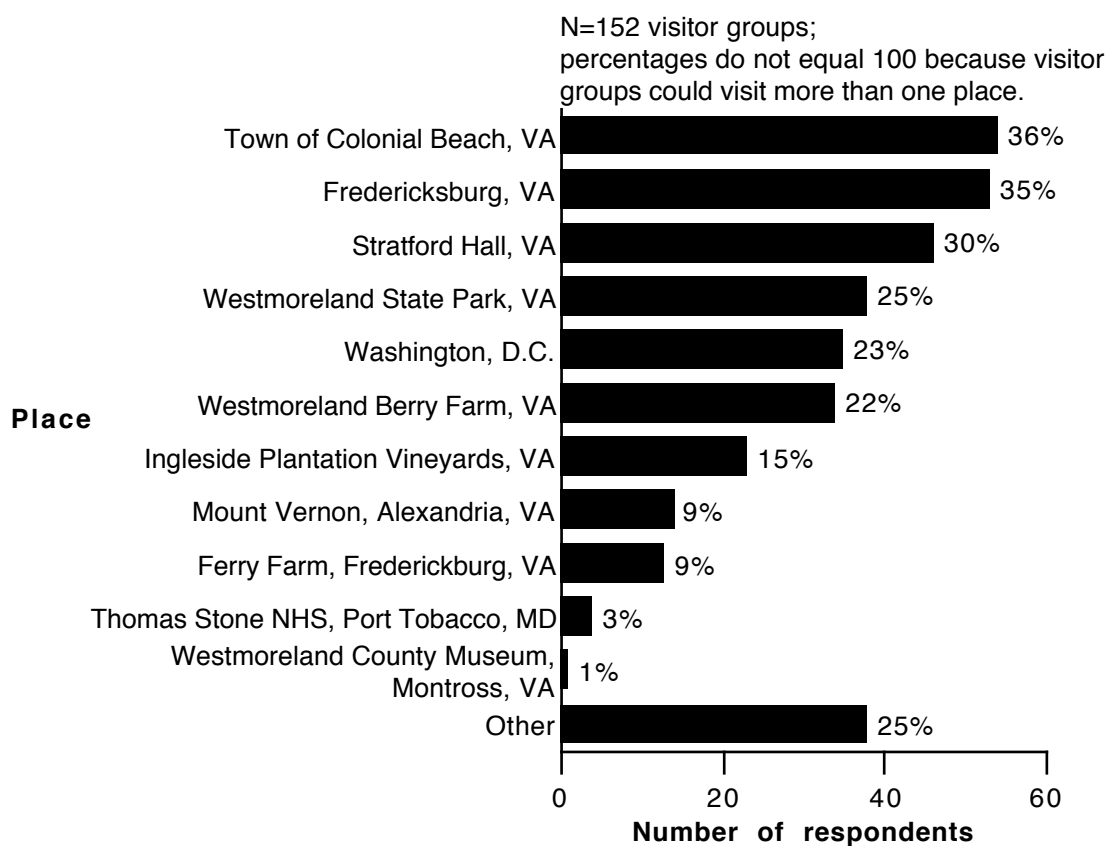 N=152 visitor groups;
percentages do not equal 100 because visitor
groups could visit more than one place.
Town of Colonial Beach, VA 36%
Fredericksburg, VA 35%
Stratford Hall, VA 30%
Westmoreland State Park, VA 25%
Washington, D.C. 23%
Westmoreland Berry Farm, VA 22%
Place
Ingleside Plantation Vineyards, VA 15%
Mount Vernon, Alexandria, VA 9%
Ferry Farm, Frederickburg, VA 9%
Thomas Stone NHS, Port Tobacco, MD 3%
Westmoreland County Museum,
Montross, VA 1%
Other 25%
0 20 40 60
Number of respondents